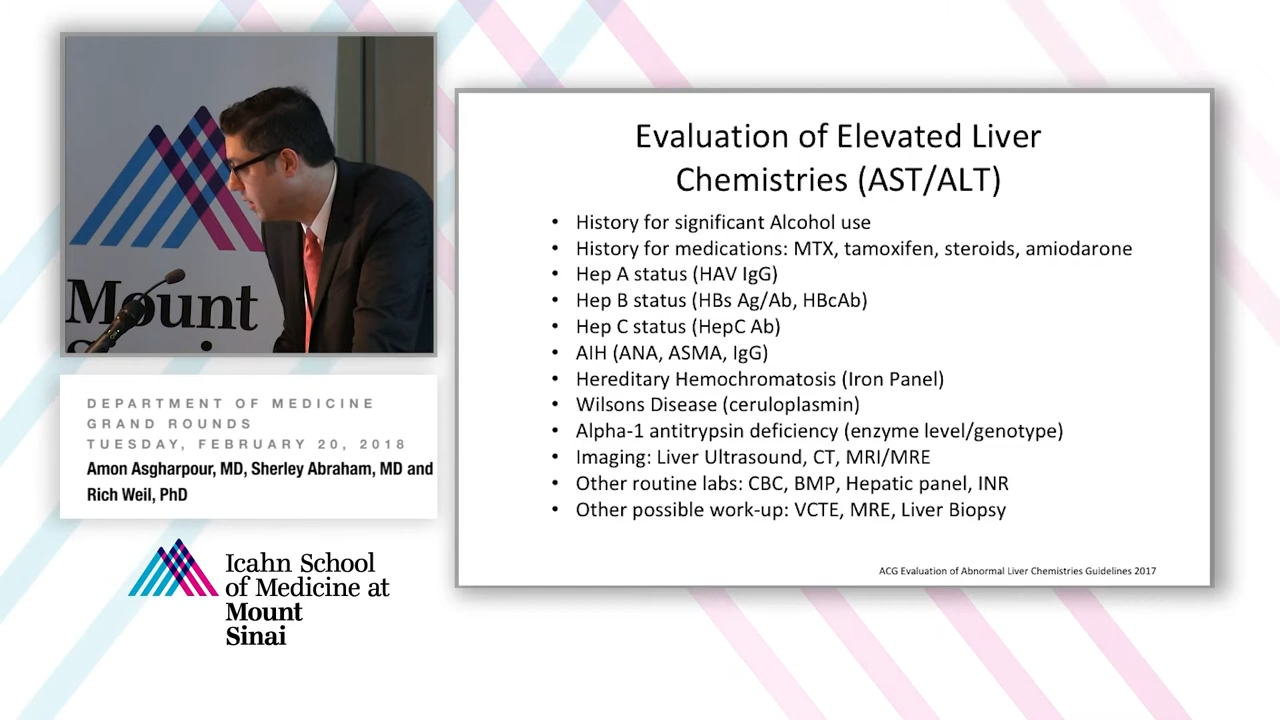 Mount
DEPARTMENT OF MEDICINE
GRAND ROUNDS
TUESDAY, FEBRUARY 20, 2018
Amon Asgharpour, MD, Sherley Abraham, MD and
Rich Weil, PhD
Icahn School
of Medicine at
Mount
Sinai
Evaluation of Elevated Liver
Chemistries (AST/ALT)
• History for significant Alcohol use
• History for medications: MTX, tamoxifen, steroids, amiodarone
• Hep A status (HAV IgG)
• Hep B status (HBs Ag/Ab, HBcAb)
• Hep C status (HepC Ab)
• AIH (ANA, ASMA, IgG)
• Hereditary Hemochromatosis (Iron Panel)
• Wilsons Disease (ceruloplasmin)
• Alpha-1 antitrypsin deficiency (enzyme level/genotype)
• Imaging: Liver Ultrasound, CT, MRI/MRE
• Other routine labs: CBC, BMP, Hepatic panel, INR
• Other possible work-up: VCTE, MRE, Liver Biopsy
ACG Evaluation of Abnormal Liver Chemistries Guidelines 2017